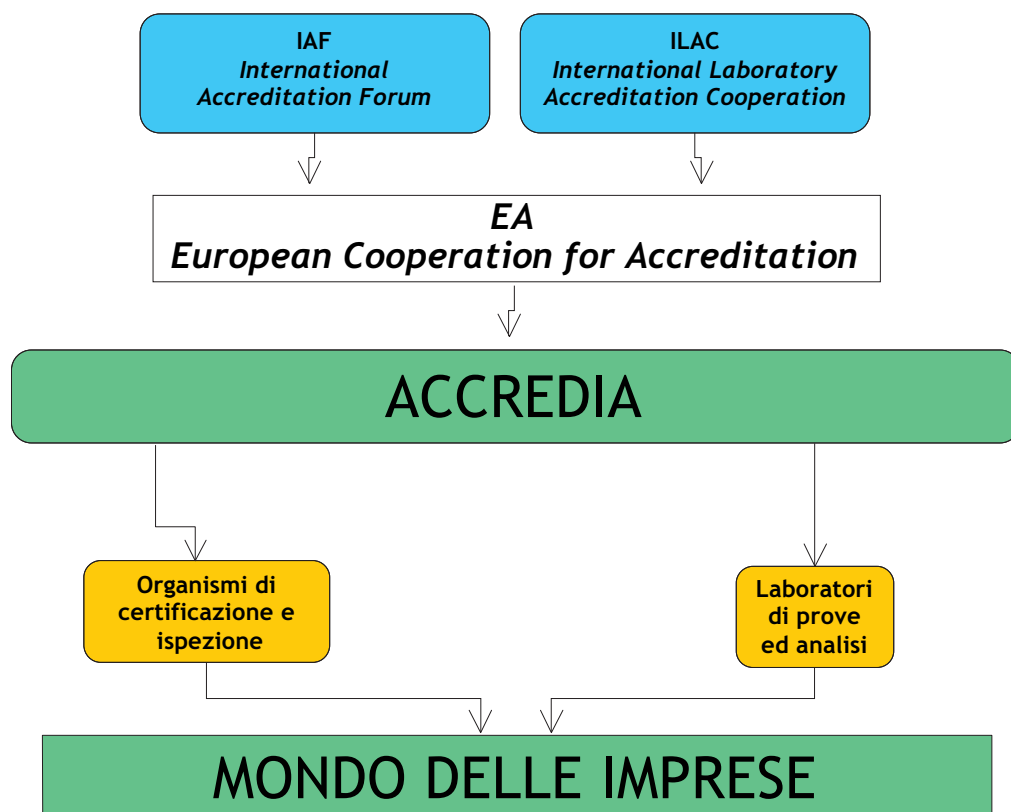 IAF
International
Accreditation Forum
ILAC
International Laboratory
Accreditation Cooperation
EA
European Cooperation for Accreditation
ACCREDIA
Organismi di
certificazione e
ispezione
Laboratori
di prove
ed analisi
MONDO DELLE IMPRESE